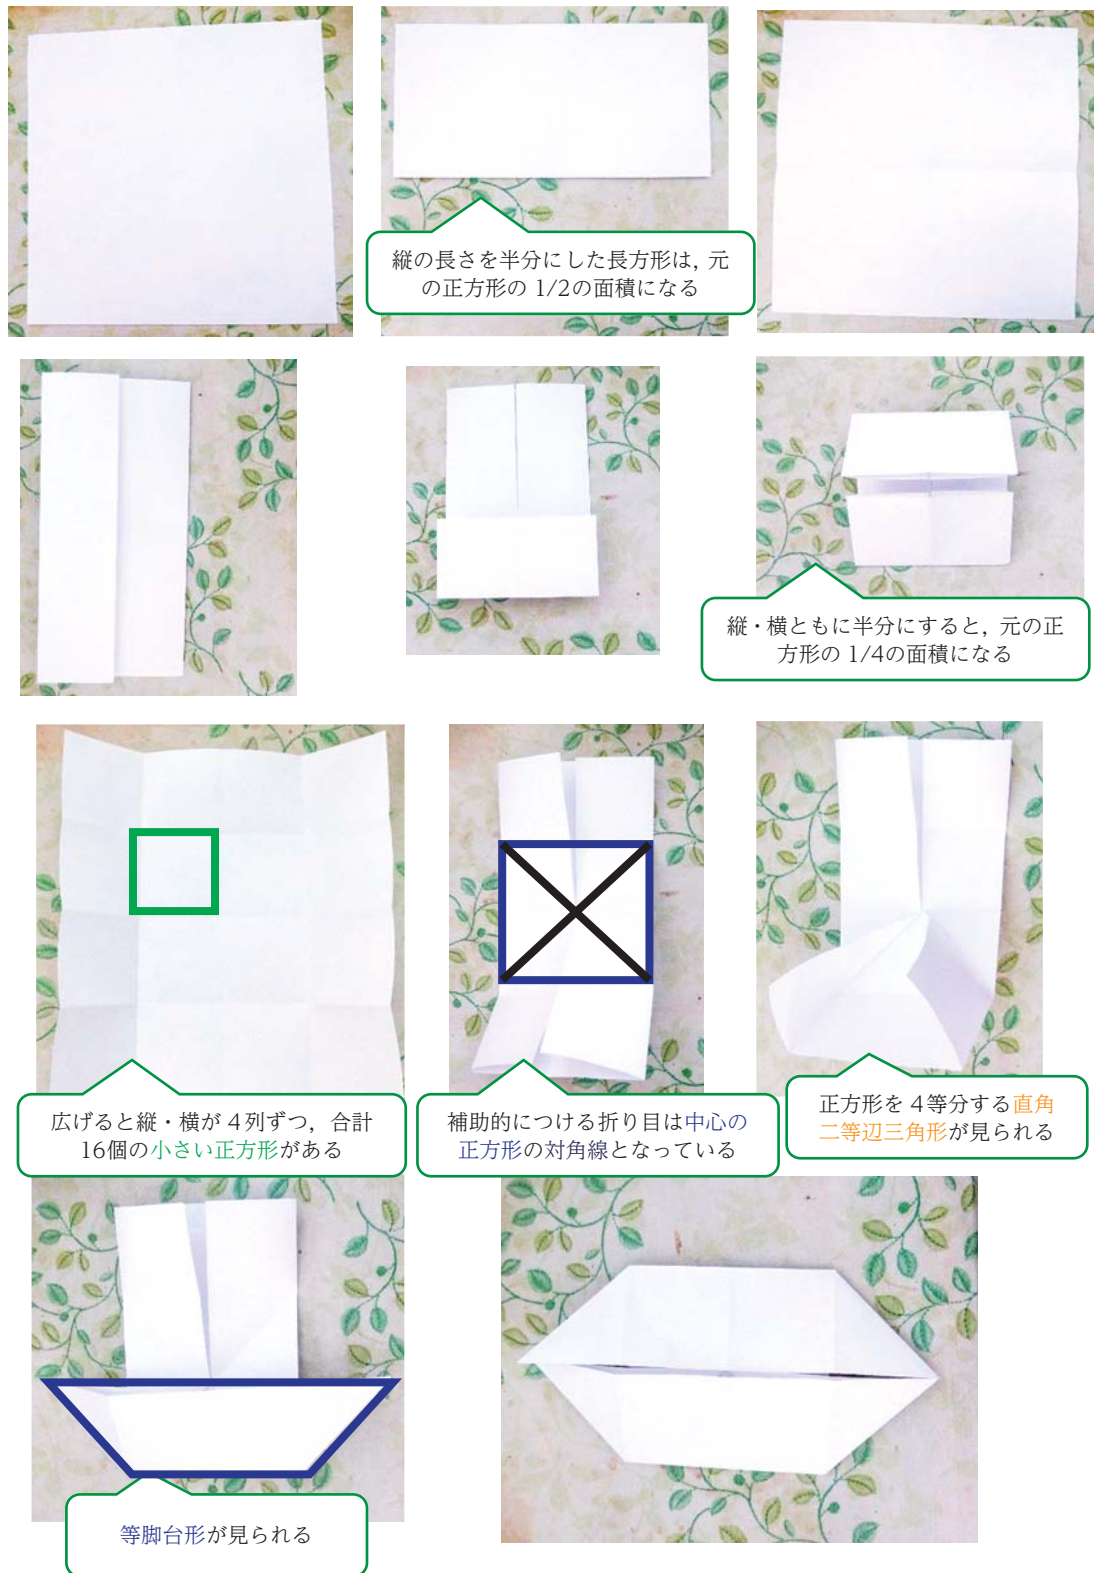 縦の長さを半分にした長方形は，元
の正方形の 1/2の面積になる
縦・横ともに半分にすると，元の正
方形の 1/4の面積になる
広げると縦・横が 4列ずつ，合計
16個の小さい正方形がある
補助的につける折り目は中心の
正方形の対角線となっている
正方形を 4等分する直角
二等辺三角形が見られる
等脚台形が見られる